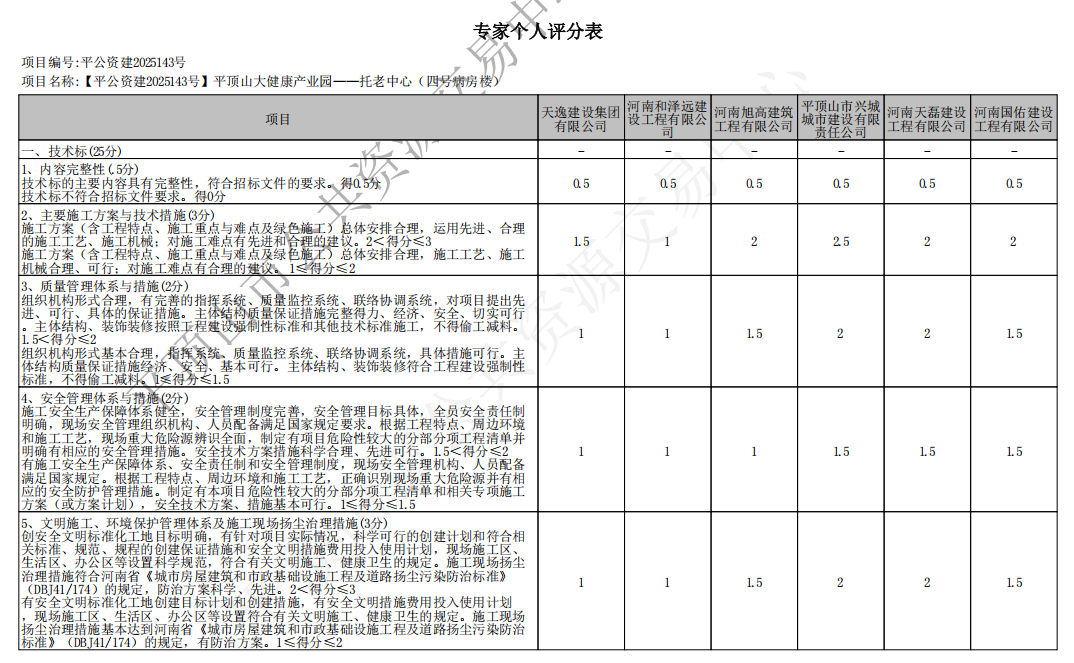 专家个人评分表
项目编号:平公资建2025143号
项目名称:【平公资建2025143号】平顶山大健康产业园——托老中心（四号病房楼）
项目
天逸建设集团
有限公司
河南和泽远建
设工程有限公
司
河南旭高建筑
工程有限公司
平顶山市兴城
城市建设有限
责任公司
河南天磊建设
工程有限公司
河南国佑建设
工程有限公司
一、技术标(25分)
- - - - - -
1、内容完整性(.5分)
技术标的主要内容具有完整性，符合招标文件的要求。得0.5分
技术标不符合招标文件要求。得0分
0.5 0.5 0.5 0.5 0.5 0.5
2、主要施工方案与技术措施(3分)
施工方案（含工程特点、施工重点与难点及绿色施工）总体安排合理，运用先进、合理
的施工工艺、施工机械；对施工难点有先进和合理的建议。2＜得分≤3
施工方案（含工程特点、施工重点与难点及绿色施工）总体安排合理，施工工艺、施工
机械合理、可行；对施工难点有合理的建议。1≤得分≤2
1.5 1 2 2.5 2 2
3、质量管理体系与措施(2分)
组织机构形式合理，有完善的指挥系统、质量监控系统、联络协调系统，对项目提出先
进、可行、具体的保证措施。主体结构质量保证措施完整得力、经济、安全、切实可行
。主体结构、装饰装修按照工程建设强制性标准和其他技术标准施工，不得偷工减料。
1.5＜得分≤2
组织机构形式基本合理，指挥系统、质量监控系统、联络协调系统，具体措施可行。主
体结构质量保证措施经济、安全、基本可行。主体结构、装饰装修符合工程建设强制性
标准，不得偷工减料。1≤得分≤1.5
1 1 1.5 2 2 1.5
4、安全管理体系与措施(2分)
施工安全生产保障体系健全，安全管理制度完善，安全管理目标具体，全员安全责任制
明确，现场安全管理组织机构、人员配备满足国家规定要求。根据工程特点、周边环境
和施工工艺，现场重大危险源辨识全面，制定有项目危险性较大的分部分项工程清单并
明确有相应的安全管理措施。安全技术方案措施科学合理、先进可行。1.5＜得分≤2
有施工安全生产保障体系、安全责任制和安全管理制度，现场安全管理机构、人员配备
满足国家规定。根据工程特点、周边环境和施工工艺，正确识别现场重大危险源并有相
应的安全防护管理措施。制定有本项目危险性较大的分部分项工程清单和相关专项施工
方案（或方案计划），安全技术方案、措施基本可行。1≤得分≤1.5
1 1 1 1.5 1.5 1.5
5、文明施工、环境保护管理体系及施工现场扬尘治理措施(3分)
创安全文明标准化工地目标明确，有针对项目实际情况，科学可行的创建计划和符合相
关标准、规范、规程的创建保证措施和安全文明措施费用投入使用计划，现场施工区、
生活区、办公区等设置科学规范，符合有关文明施工、健康卫生的规定。施工现场扬尘
治理措施符合河南省《城市房屋建筑和市政基础设施工程及道路扬尘污染防治标准》
（DBJ41/174）的规定，防治方案科学、先进。2＜得分≤3
有安全文明标准化工地创建目标计划和创建措施，有安全文明措施费用投入使用计划
，现场施工区、生活区、办公区等设置符合有关文明施工、健康卫生的规定。施工现场
扬尘治理措施基本达到河南省《城市房屋建筑和市政基础设施工程及道路扬尘污染防治
标准》（DBJ41/174）的规定，有防治方案。1≤得分≤2
1 1 1.5 2 2 1.5